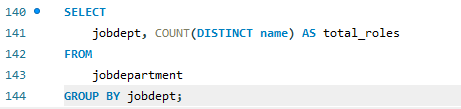 140 SELECT
141 jobdept, COUNT(DISTINCT name) AS total_roles
142 FROM
143 jobdepartment
144 GROUP BY jobdept;